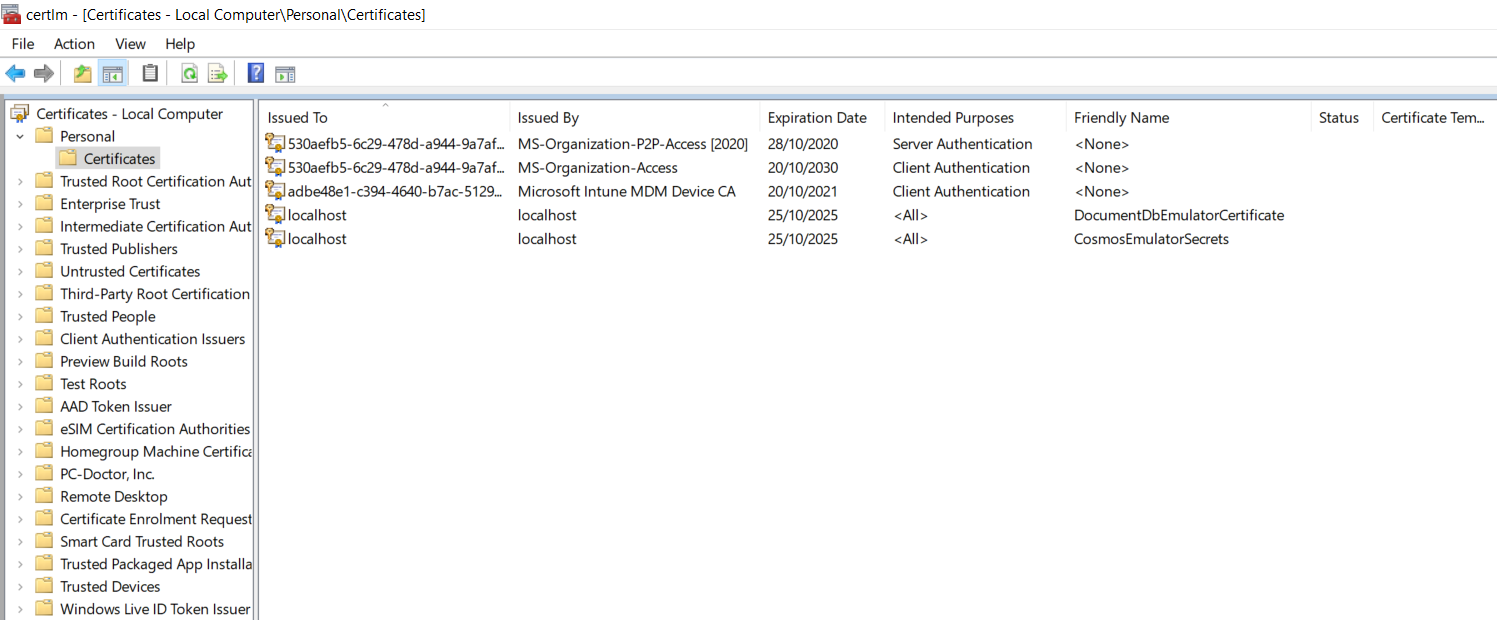 certlm - [Certificates - Local Computer\Personal\Certificates]
File Action View Help
Certificates - Local Computer
Personal
Certificates
Trusted Root Certification Aut
Enterprise Trust
Intermediate Certification Aut
Trusted Publishers
Untrusted Certificates
Third-Party Root Certification
Trusted People
Client Authentication Issuers
Preview Build Roots
Test Roots
AAD Token Issuer
eSIM Certification Authorities
Homegroup Machine Certifica
PC-Doctor, Inc.
Remote Desktop
Certificate Enrolment Request
Smart Card Trusted Roots
Trusted Packaged App Installa
Trusted Devices
Windows Live ID Token Issuer
Issued To Issued By Expiration Date Intended Purposes Friendly Name Status Certificate Tem...
530aefb5-6c29-478d-a944-9a7af... MS-Organization-P2P-Access [2020] 28/10/2020 Server Authentication <None>
530aefb5-6c29-478d-a944-9a7af... MS-Organization-Access 20/10/2030 Client Authentication <None>
adbe48e1-c394-4640-b7ac-5129... Microsoft Intune MDM Device CA 20/10/2021 Client Authentication <None>
localhost localhost 25/10/2025 <All> DocumentDbEmulatorCertificate
localhost localhost 25/10/2025 <All> CosmosEmulatorSecrets